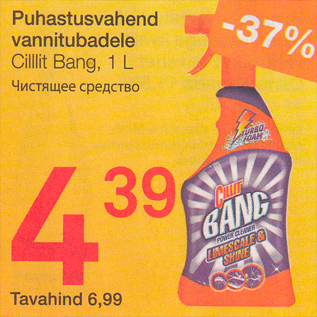 Puhastusvahend
vannitubadele
Cilllit Bang, 1 L
Чистящее средство
-37%
4 39
Tavahind 6,99
TURBO
FOAM
Cillit
BANG
POWER CLEANER
LIMESCALE &
SHINE